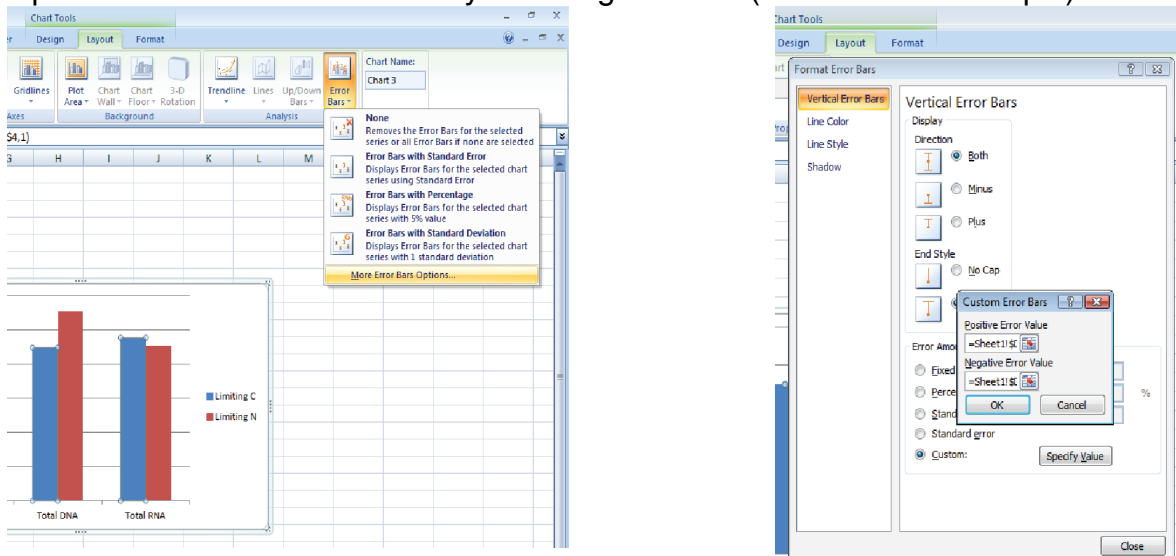 Chart Tools
Design Layout Format
Gridlines
Plot Area
Chart Wall
Chart Floor
3-D Rotation
Trendline
Lines
Up/Down Bars
Error Bars
Chart Name:
Chart 3
Axes
Background
Analysis
$4,1)
H I J K L M
None
Removes the Error Bars for the selected
series or all Error Bars if none are selected
Error Bars with Standard Error
Displays Error Bars for the selected chart
series using Standard Error
Error Bars with Percentage
Displays Error Bars for the selected chart
series with 5% value
Error Bars with Standard Deviation
Displays Error Bars for the selected chart
series with 1 standard deviation
More Error Bars Options...
Limiting C
Limiting N
Total DNA Total RNA
Chart Tools
Design Layout Format
Format Error Bars
Vertical Error Bars
Line Color
Line Style
Shadow
Vertical Error Bars
Display
Direction
Both
Minus
Plus
End Style
No Cap
Custom Error Bars
Positive Error Value
=Sheet1!$D
Negative Error Value
=Sheet1!$D
OK Cancel
Error Amou
Fixed
Perce
%
Stand
Standard error
Custom:
Specify Value
Close